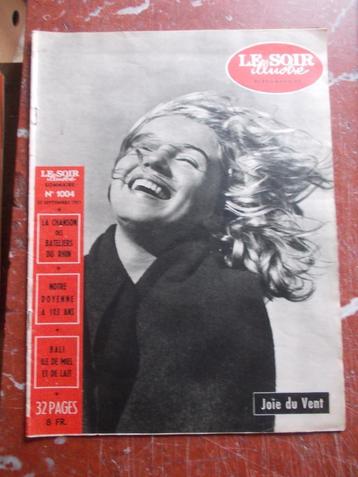 LE SOIR
illustré
LE SOIR
illustré
SOMMAIRE
N° 1004
LA CHANSON
DES
BATELIERS
DU RHIN
NOTRE
DOYENNE
A 103 ANS
BALI
ILE DE MIEL
ET DE LAIT
32 PAGES
8 FR.
Joie du Vent